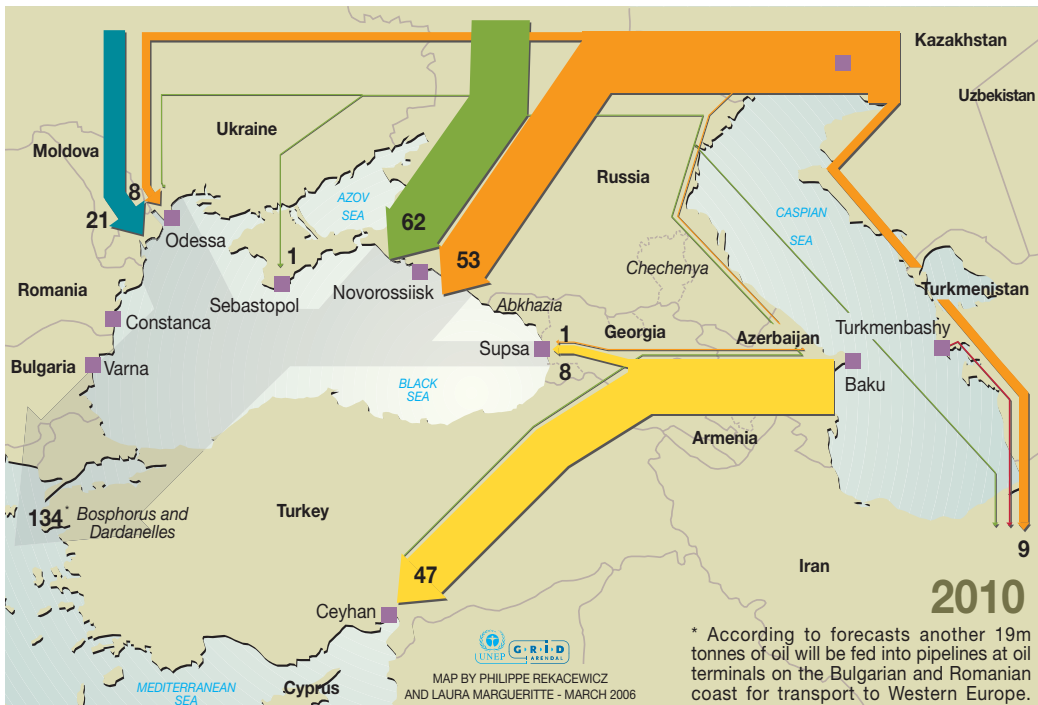 Kazakhstan
Uzbekistan
Ukraine
Moldova
8
21
Odessa
AZOV
SEA
62
53
Russia
CASPIAN
SEA
1
Sebastopol
Novorossiisk
Chechenya
Abkhazia
Romania
Constanca
Bulgaria
Varna
Turkmenistan
Turkmenbashy
1
Georgia
Azerbaijan
Supsa
8
Baku
BLACK
SEA
Armenia
134*
Bosphorus and
Dardanelles
Turkey
47
Ceyhan
Iran
9
2010
* According to forecasts another 19m
tonnes of oil will be fed into pipelines at oil
terminals on the Bulgarian and Romanian
coast for transport to Western Europe.
UNEP
GRID
ARENDAL
MAP BY PHILIPPE REKACEWICZ
AND LAURA MARGUERITTE - MARCH 2006
MEDITERRANEAN
SEA
Cyprus